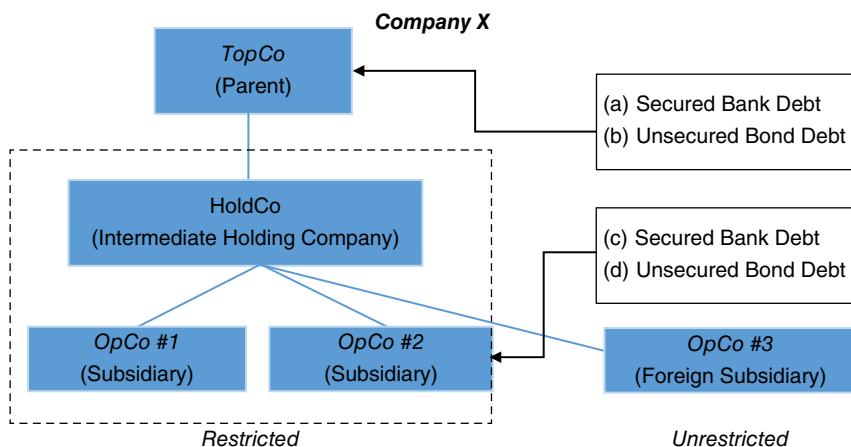 Company X
TopCo
(Parent)
(a) Secured Bank Debt
(b) Unsecured Bond Debt
HoldCo
(Intermediate Holding Company)
(c) Secured Bank Debt
(d) Unsecured Bond Debt
OpCo #1
(Subsidiary)
OpCo #2
(Subsidiary)
OpCo #3
(Foreign Subsidiary)
Restricted
Unrestricted